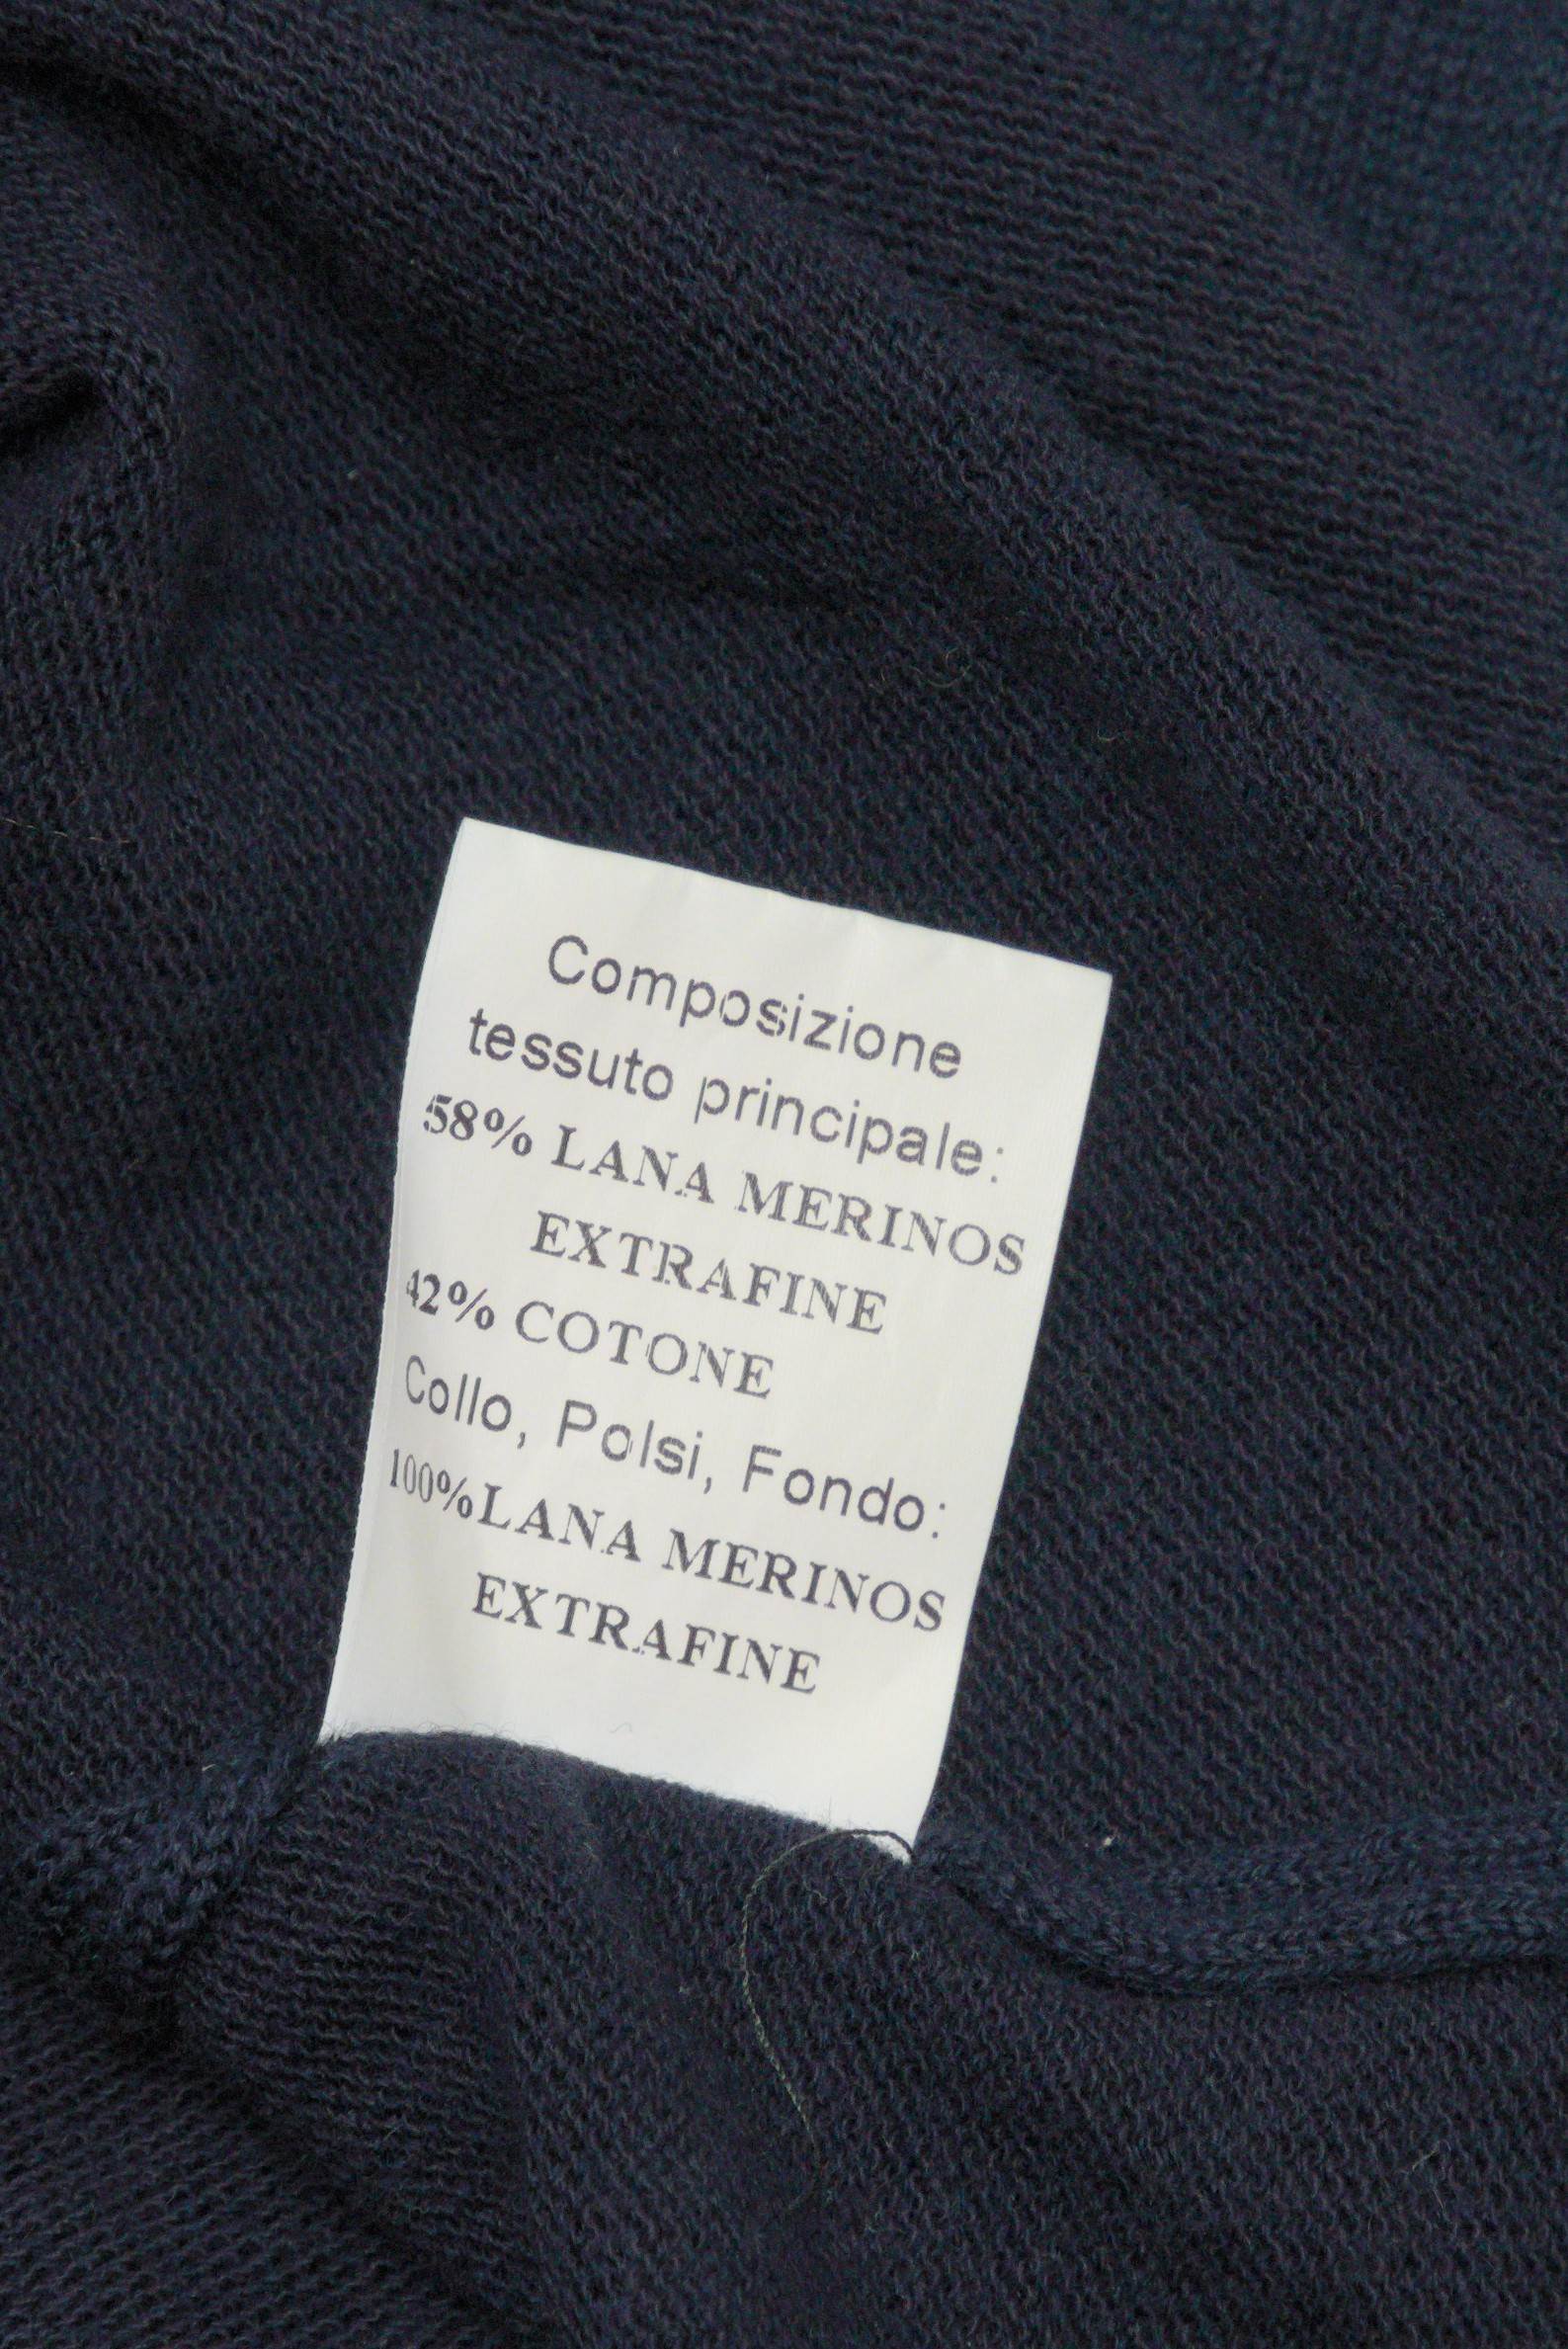 Composizione
tessuto principale:
58% LANA MERINOS
EXTRAFINE
42% COTONE
Collo, Polsi, Fondo:
100%LANA MERINOS
EXTRAFINE